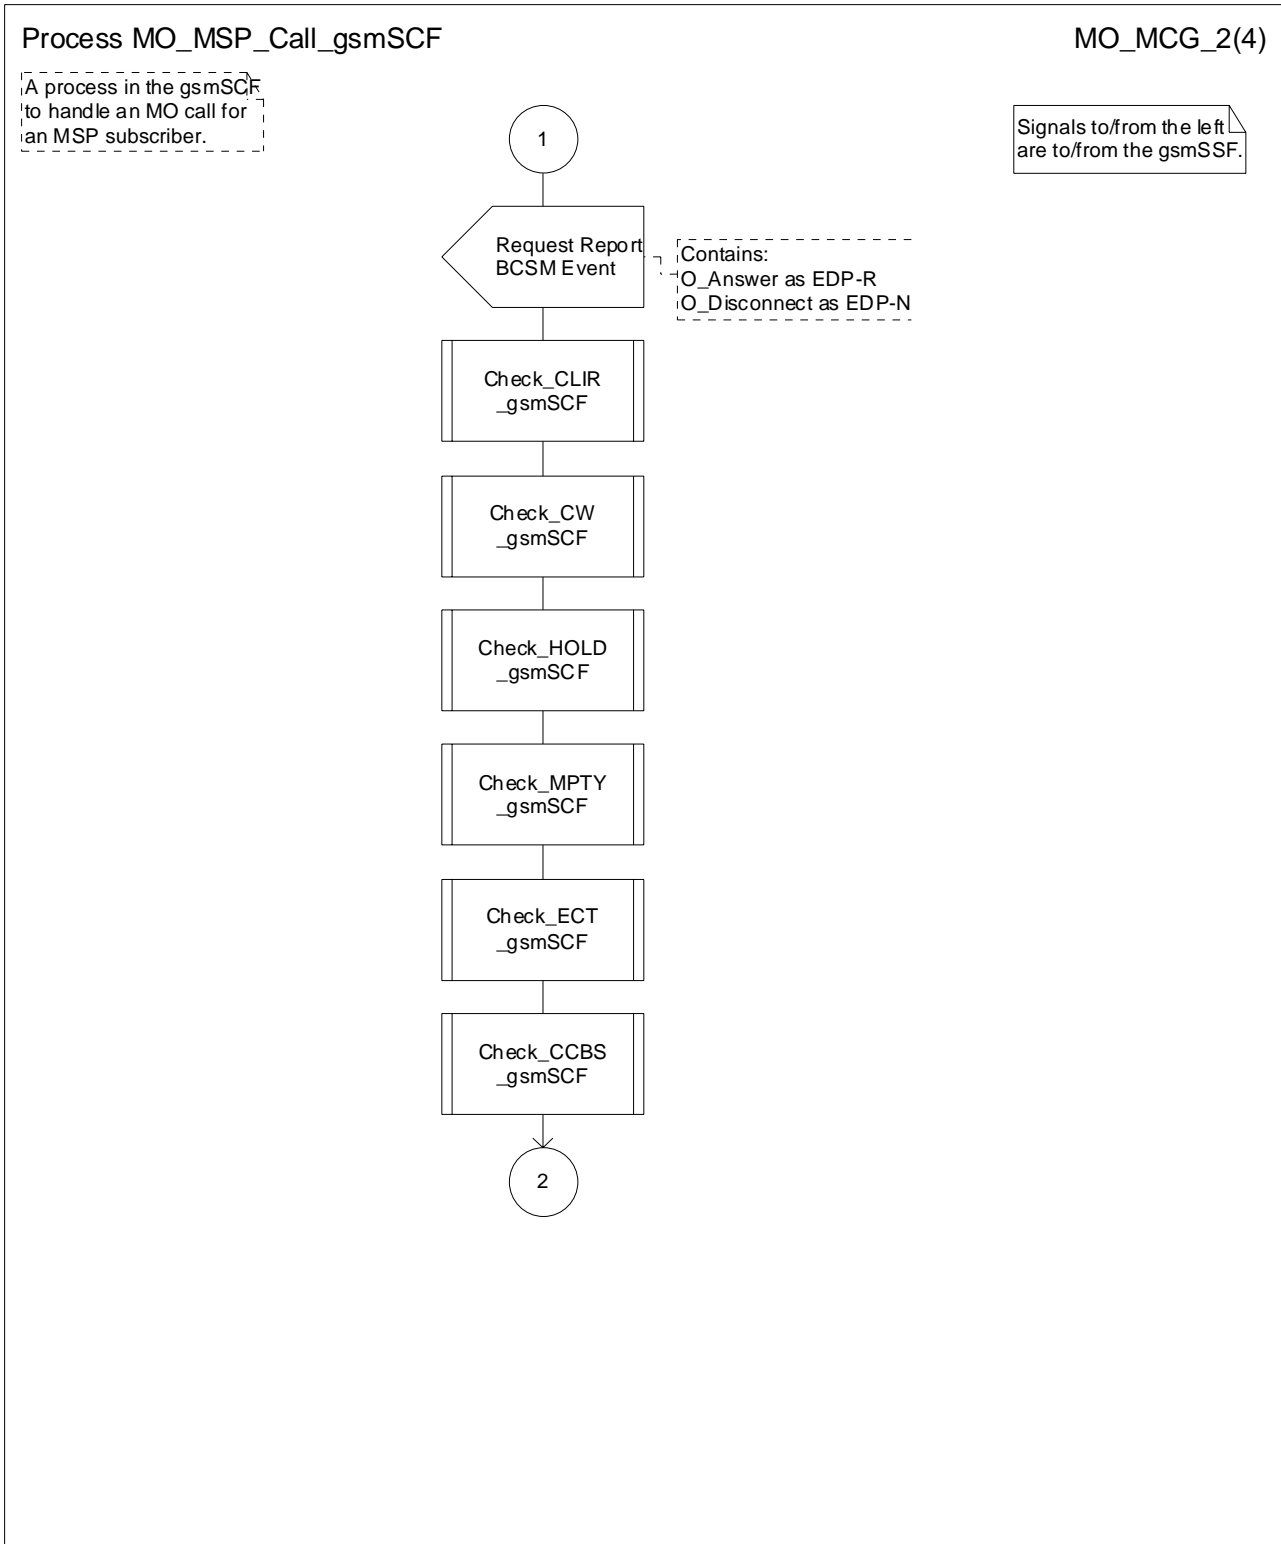 Process MO_MSP_Call_gsmSCF
MO_MCG_2(4)
A process in the gsmSCF
to handle an MO call for
an MSP subscriber.
Signals to/from the left
are to/from the gsmSSF.
1
Request Report
BCSM Event
Contains:
O_Answer as EDP-R
O_Disconnect as EDP-N
Check_CLIR
_gsmSCF
Check_CW
_gsmSCF
Check_HOLD
_gsmSCF
Check_MPTY
_gsmSCF
Check_ECT
_gsmSCF
Check_CCBS
_gsmSCF
2